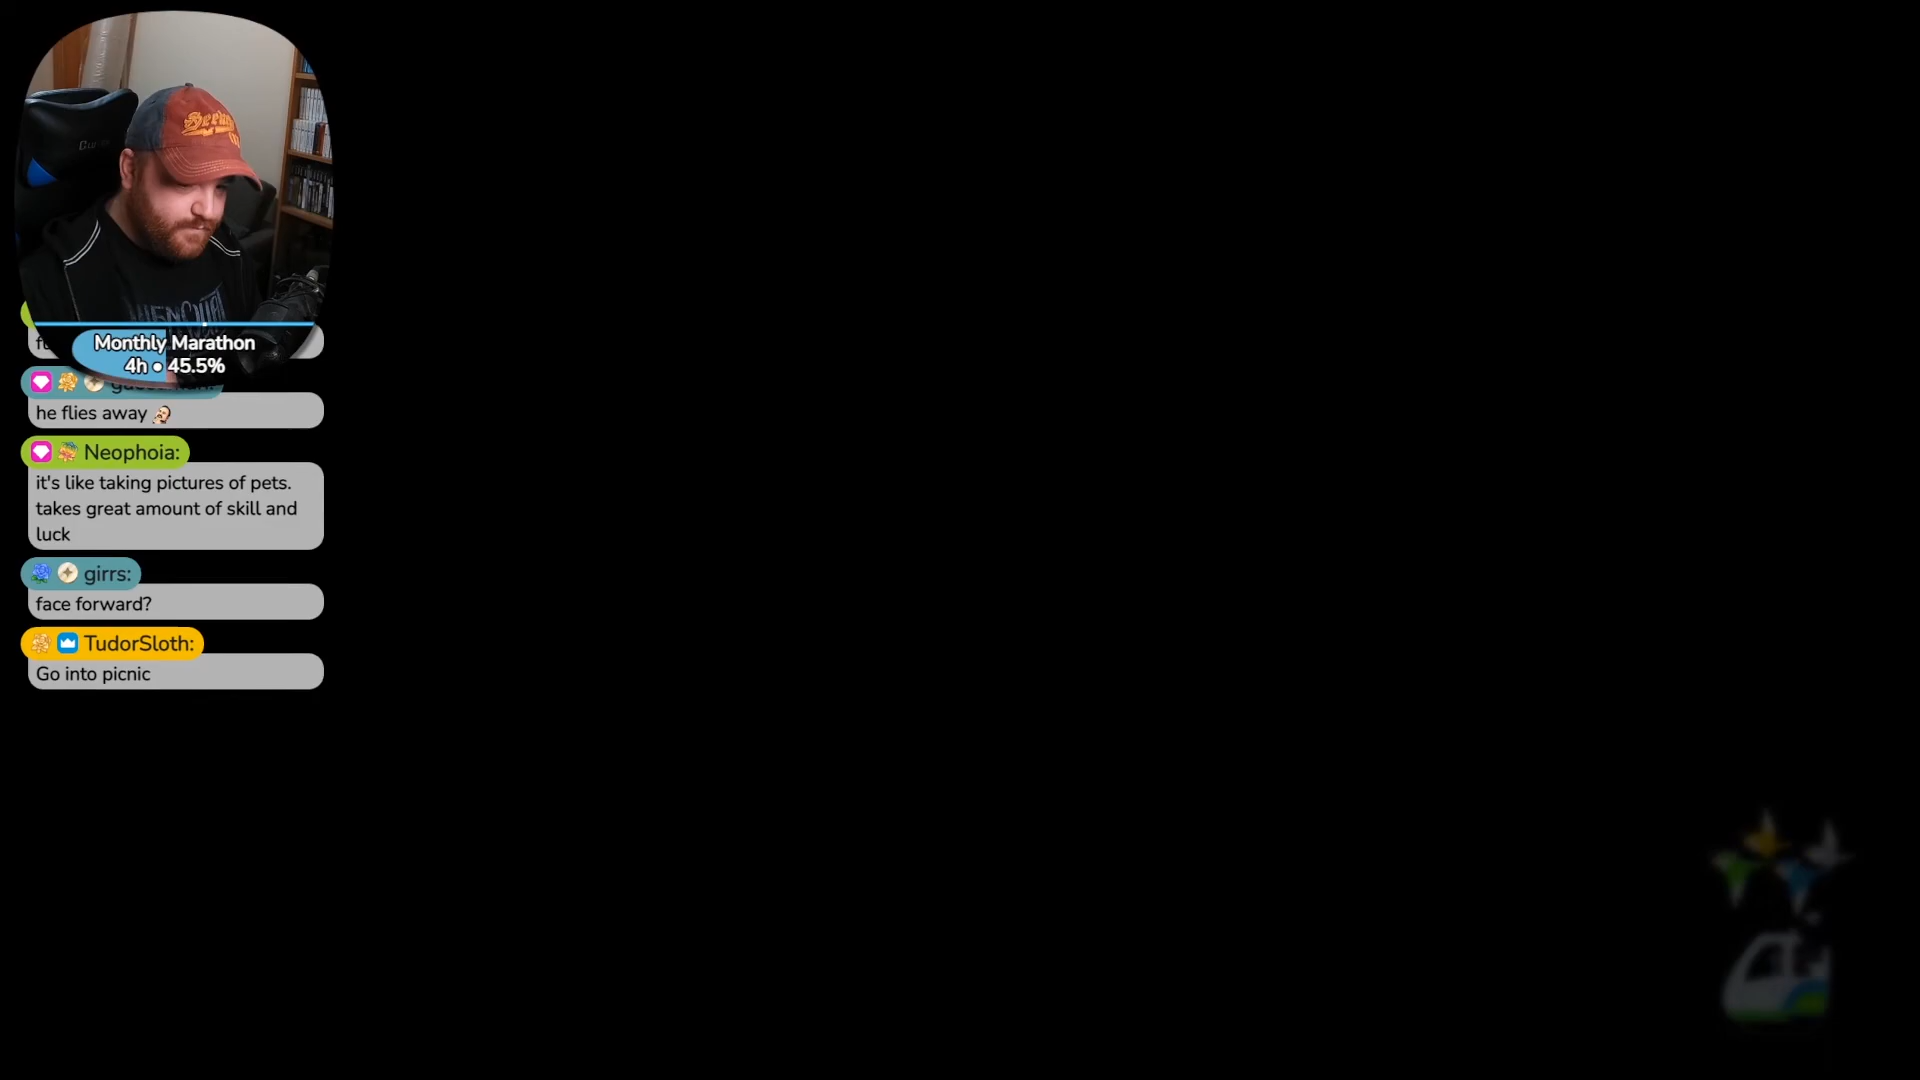 Monthly Marathon
4h • 45.5%
he flies away
Neophoia:
it's like taking pictures of pets.
takes great amount of skill and
luck
girrs:
face forward?
TudorSloth:
Go into picnic